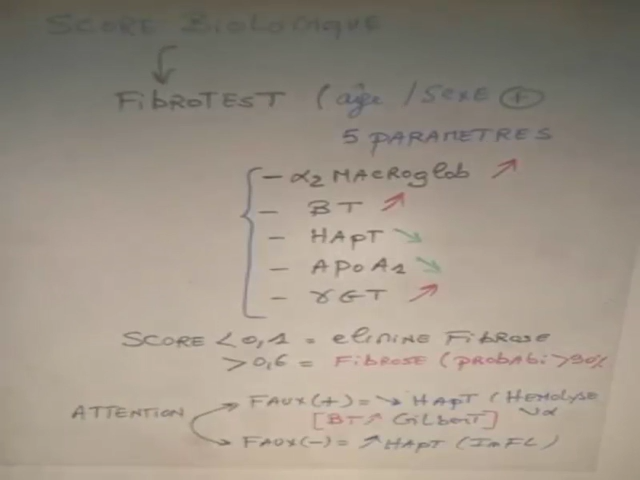 SCORE BIOLOGIQUE
FIBROTEST (âge / SEXE +
5 PARAMETRES
- α2 MACROglob ↗
- BT ↗
- HApT ↘
- APOA1 ↘
- γGT ↗
SCORE < 0,1 = eliMiNE FibROSE
> 0,6 = FibROSE (PROBAbi > 90%
ATTENTION
FAUX(+) = ↘ HApT (HEMOLYSE
[BT ↗ GilbERT]
FAUX(-) = ↗ HApT (InFL)